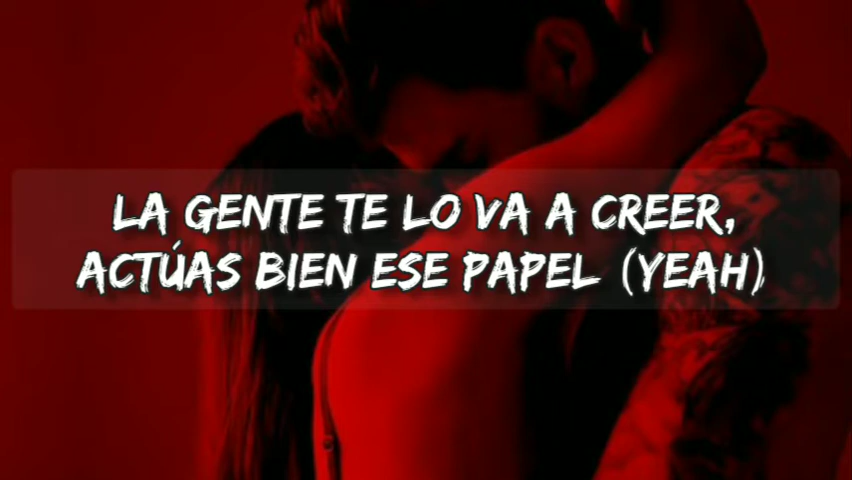 LA GENTE TE LO VA A CREER,
ACTÚAS BIEN ESE PAPEL (YEAH)